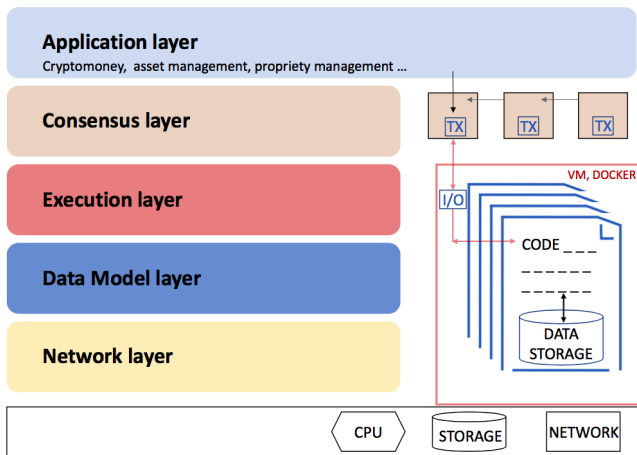 Application layer
Cryptomoney, asset management, propriety management ...
Consensus layer
TX TX TX
Execution layer
VM, DOCKER
I/O
CODE _ _ _
_ _ _ _ _ _
_ _ _ _ _ _
Data Model layer
DATA
STORAGE
Network layer
CPU STORAGE NETWORK